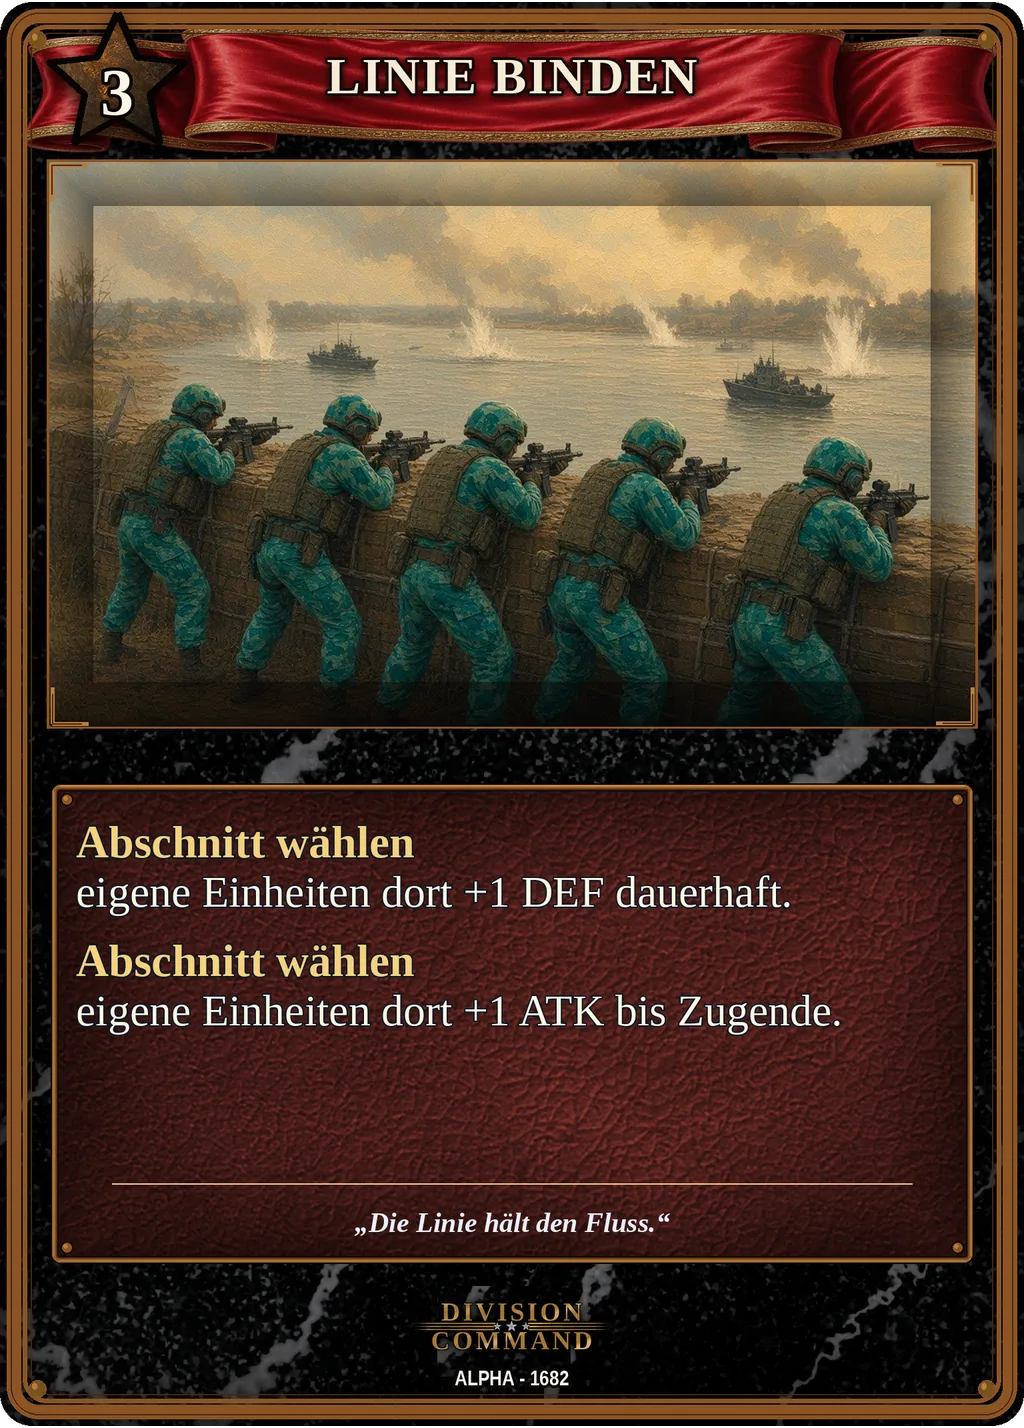 3
LINIE BINDEN
Abschnitt wählen
eigene Einheiten dort +1 DEF dauerhaft.
Abschnitt wählen
eigene Einheiten dort +1 ATK bis Zugende.
„Die Linie hält den Fluss.“
DIVISION
COMMAND
ALPHA - 1682